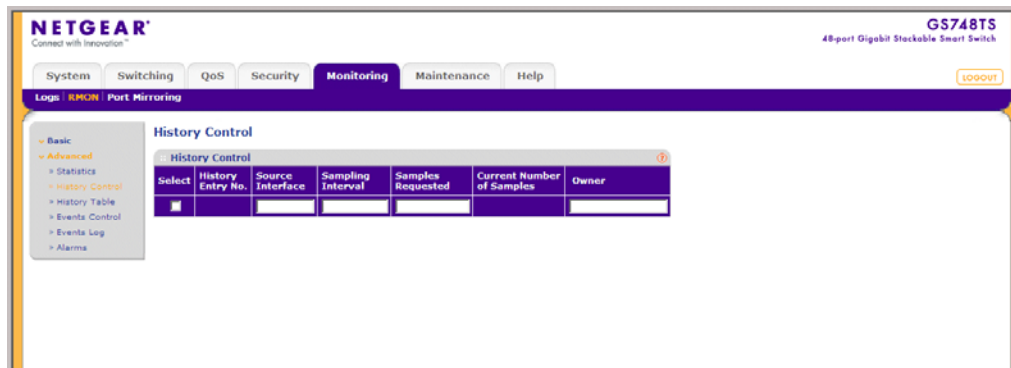 NETGEAR®
Connect with Innovation™
GS748TS
48-port Gigabit Stackable Smart Switch
System Switching QoS Security Monitoring Maintenance Help
LOGOUT
Logs RMON Port Mirroring
Basic
Advanced
Statistics
History Control
History Table
Events Control
Events Log
Alarms
History Control
History Control
Select History Entry No. Source Interface Sampling Interval Samples Requested Current Number of Samples Owner